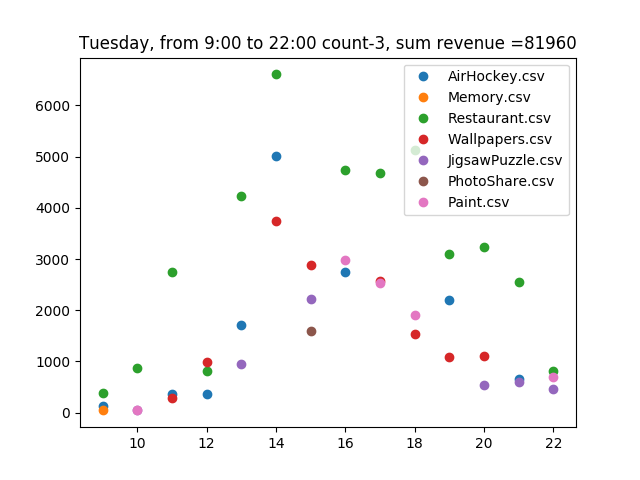 Tuesday, from 9:00 to 22:00 count-3, sum revenue =81960
6000
5000
4000
3000
2000
1000
0
AirHockey.csv
Memory.csv
Restaurant.csv
Wallpapers.csv
JigsawPuzzle.csv
PhotoShare.csv
Paint.csv
10 12 14 16 18 20 22